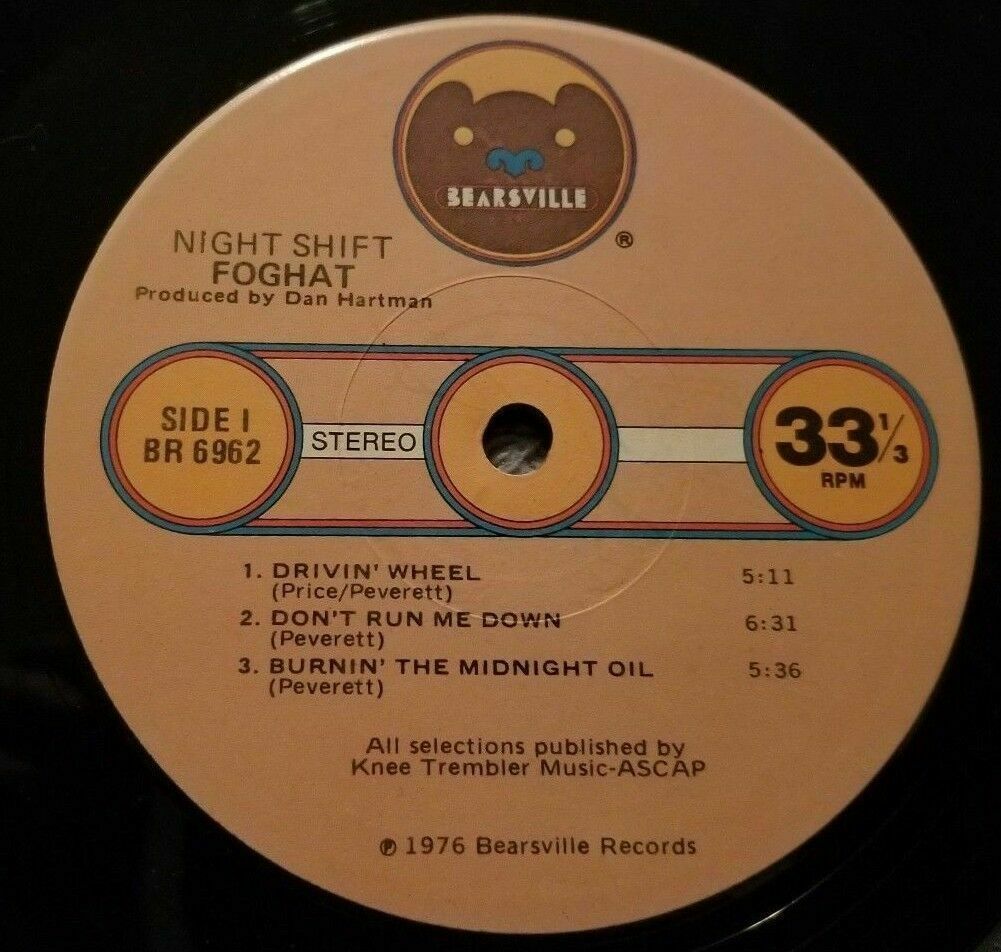 BEARSVILLE
®
NIGHT SHIFT
FOGHAT
Produced by Dan Hartman
SIDE I
BR 6962
STEREO
33 1/3
RPM
1. DRIVIN' WHEEL 5:11
(Price/Peverett)
2. DON'T RUN ME DOWN 6:31
(Peverett)
3. BURNIN' THE MIDNIGHT OIL 5:36
(Peverett)
All selections published by
Knee Trembler Music-ASCAP
℗ 1976 Bearsville Records